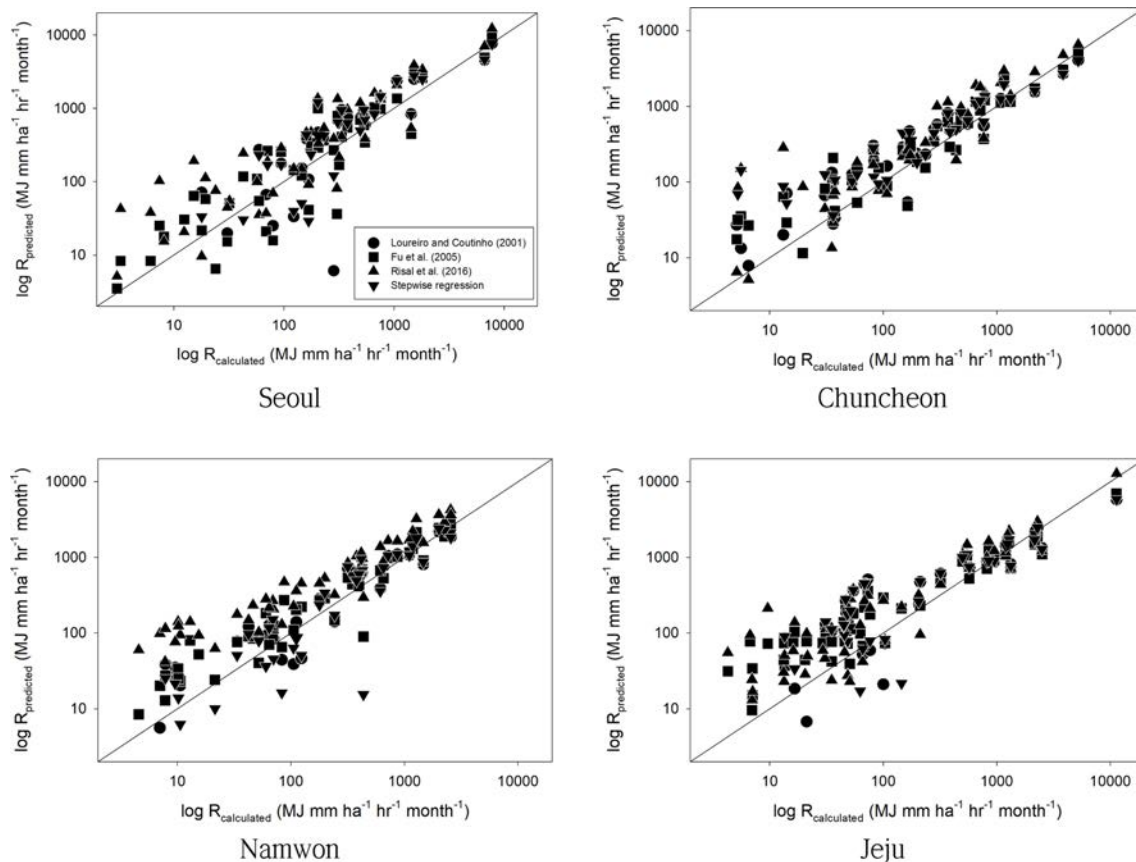 10000
1000
100
10
log R_predicted (MJ mm ha⁻¹ hr⁻¹ month⁻¹)
Loureiro and Coutinho (2001)
Fu et al. (2005)
Risal et al. (2016)
Stepwise regression
10 100 1000 10000
log R_calculated (MJ mm ha⁻¹ hr⁻¹ month⁻¹)
Seoul
10000
1000
100
10
log R_predicted (MJ mm ha⁻¹ hr⁻¹ month⁻¹)
10 100 1000 10000
log R_calculated (MJ mm ha⁻¹ hr⁻¹ month⁻¹)
Chuncheon
10000
1000
100
10
log R_predicted (MJ mm ha⁻¹ hr⁻¹ month⁻¹)
10 100 1000 10000
log R_calculated (MJ mm ha⁻¹ hr⁻¹ month⁻¹)
Namwon
10000
1000
100
10
log R_predicted (MJ mm ha⁻¹ hr⁻¹ month⁻¹)
10 100 1000 10000
log R_calculated (MJ mm ha⁻¹ hr⁻¹ month⁻¹)
Jeju